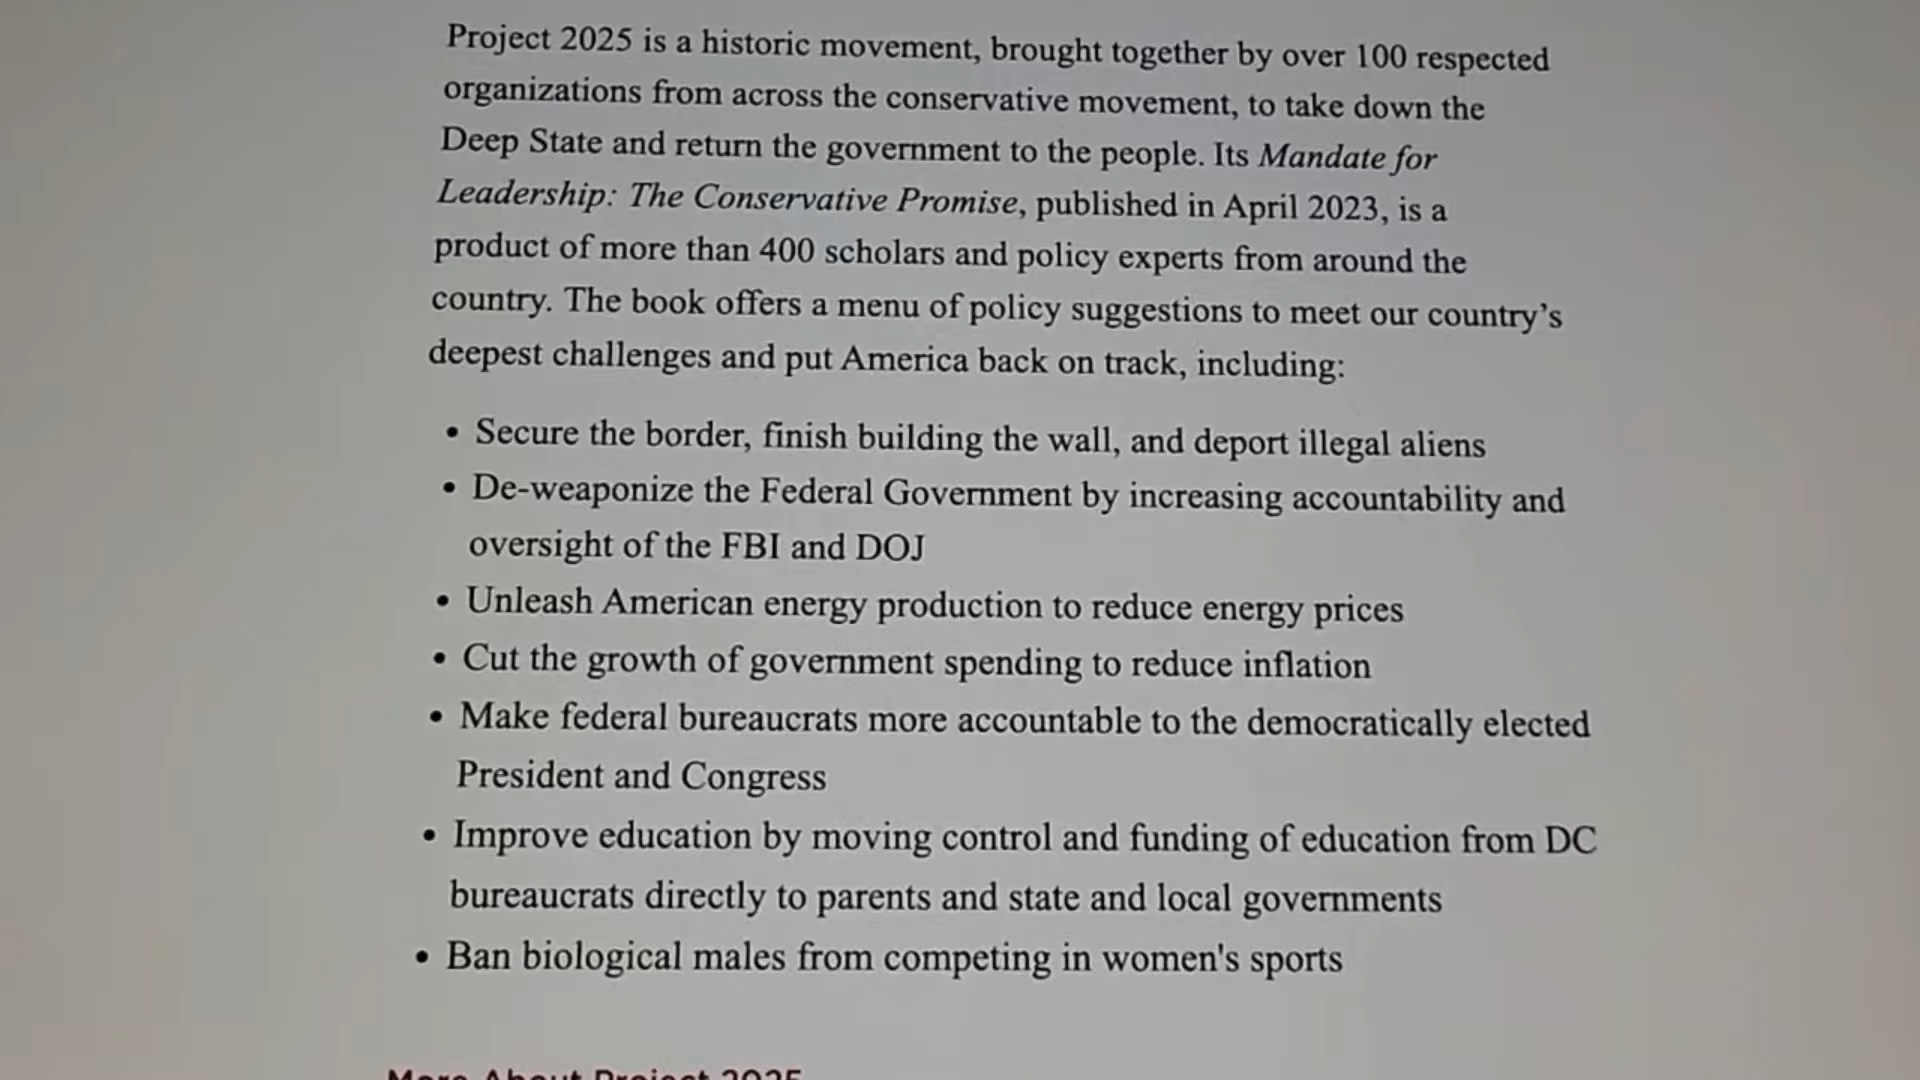 Project 2025 is a historic movement, brought together by over 100 respected
organizations from across the conservative movement, to take down the
Deep State and return the government to the people. Its Mandate for
Leadership: The Conservative Promise, published in April 2023, is a
product of more than 400 scholars and policy experts from around the
country. The book offers a menu of policy suggestions to meet our country’s
deepest challenges and put America back on track, including:
• Secure the border, finish building the wall, and deport illegal aliens
• De-weaponize the Federal Government by increasing accountability and
oversight of the FBI and DOJ
• Unleash American energy production to reduce energy prices
• Cut the growth of government spending to reduce inflation
• Make federal bureaucrats more accountable to the democratically elected
President and Congress
• Improve education by moving control and funding of education from DC
bureaucrats directly to parents and state and local governments
• Ban biological males from competing in women's sports
More About Project 2025